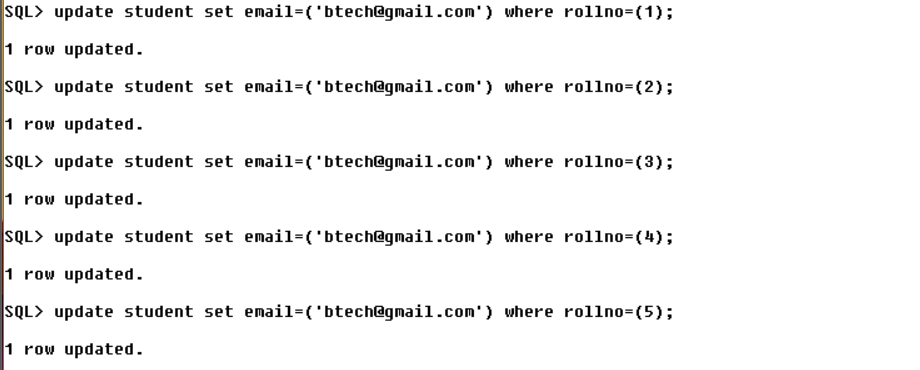 SQL> update student set email=('btech@gmail.com') where rollno=(1);
1 row updated.
SQL> update student set email=('btech@gmail.com') where rollno=(2);
1 row updated.
SQL> update student set email=('btech@gmail.com') where rollno=(3);
1 row updated.
SQL> update student set email=('btech@gmail.com') where rollno=(4);
1 row updated.
SQL> update student set email=('btech@gmail.com') where rollno=(5);
1 row updated.